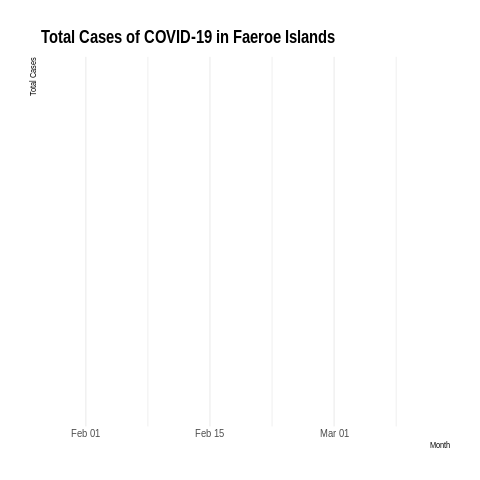 Total Cases of COVID-19 in Faeroe Islands
Total Cases
Feb 01
Feb 15
Mar 01
Month